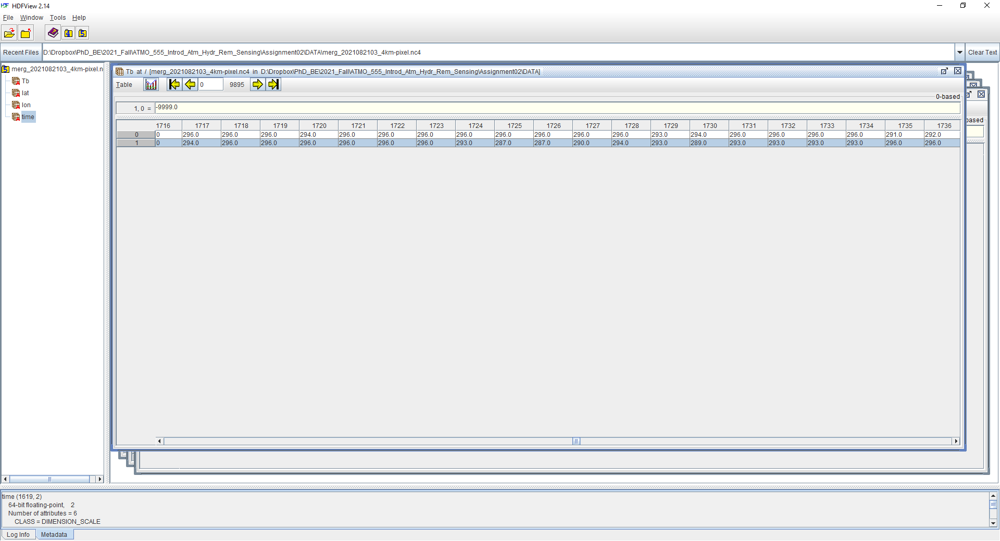 HDFView 2.14
File Window Tools Help
4 5
Recent Files D:\Dropbox\PhD_BE\2021_Fall\ATMO_555_Introd_Atm_Hydr_Rem_Sensing\Assignment02\DATA\merg_2021082103_4km-pixel.nc4 Clear Text
5 merg_2021082103_4km-pixel.n
Tb
lat
lon
time
Tb at / [merg_2021082103_4km-pixel.nc4 in D:\Dropbox\PhD_BE\2021_Fall\ATMO_555_Introd_Atm_Hydr_Rem_Sensing\Assignment02\DATA]
Table 0 9895
0-based
1, 0 = -9999.0
based
1716 1717 1718 1719 1720 1721 1722 1723 1724 1725 1726 1727 1728 1729 1730 1731 1732 1733 1734 1735 1736
0 0 296.0 296.0 296.0 294.0 296.0 296.0 296.0 296.0 296.0 296.0 296.0 296.0 293.0 294.0 296.0 296.0 296.0 296.0 291.0 292.0
1 0 294.0 296.0 296.0 296.0 296.0 296.0 296.0 293.0 287.0 287.0 290.0 294.0 293.0 289.0 293.0 293.0 293.0 293.0 296.0 296.0
time (1619, 2)
64-bit floating-point, 2
Number of attributes = 6
CLASS = DIMENSION_SCALE
Log Info Metadata